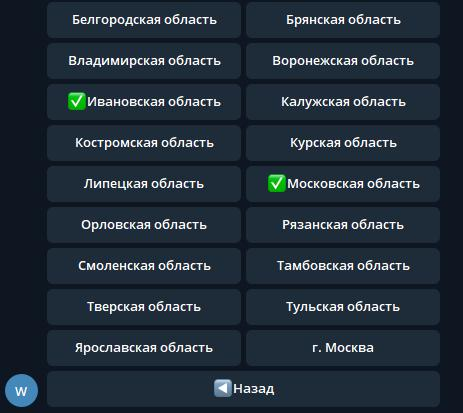 Белгородская область Брянская область
Владимирская область Воронежская область
✅Ивановская область Калужская область
Костромская область Курская область
Липецкая область ✅Московская область
Орловская область Рязанская область
Смоленская область Тамбовская область
Тверская область Тульская область
Ярославская область г. Москва
◀️Назад
W